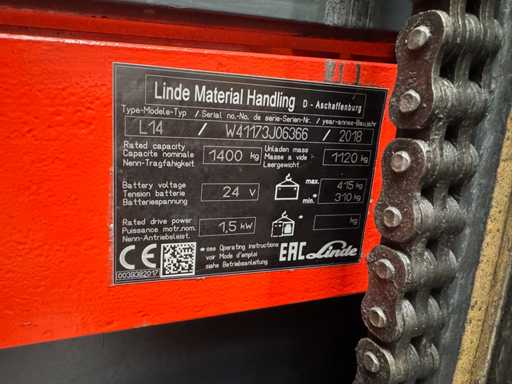 Linde Material Handling D - Aschaffenburg
Type-Modele-Typ / Serial no.-No. de serie-Serien-Nr. / year-annee-Baujahr
L14 / W41173J06366 / 2018
Rated capacity
Capacite nominale
Nenn-Tragfähigkeit
1400 kg
Unladen mass
Masse a vide
Leergewicht
1120 kg
Battery voltage
Tension batterie
Batteriespannung
24 V
max. 415 kg
min.* 310 kg
Rated drive power
Puissance motr.nom.
Nenn-Antriebsleist.
1,5 kW
kg
CE
*see Operating instructions
voir Mode d'emploi
siehe Betriebsanleitung
EAC Linde